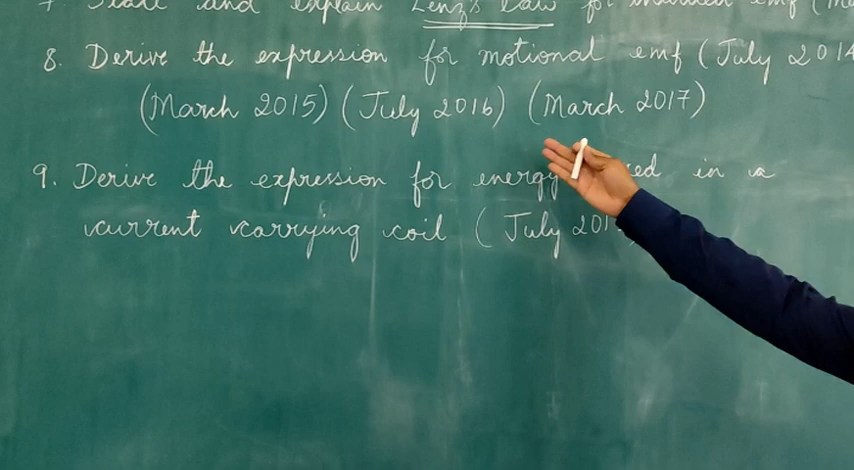 7. State and explain Lenz's law for induced emf (Ma
8. Derive the expression for motional emf (July 2014
(March 2015) (July 2016) (March 2017)
9. Derive the expression for energy in a
current carrying coil (July 201